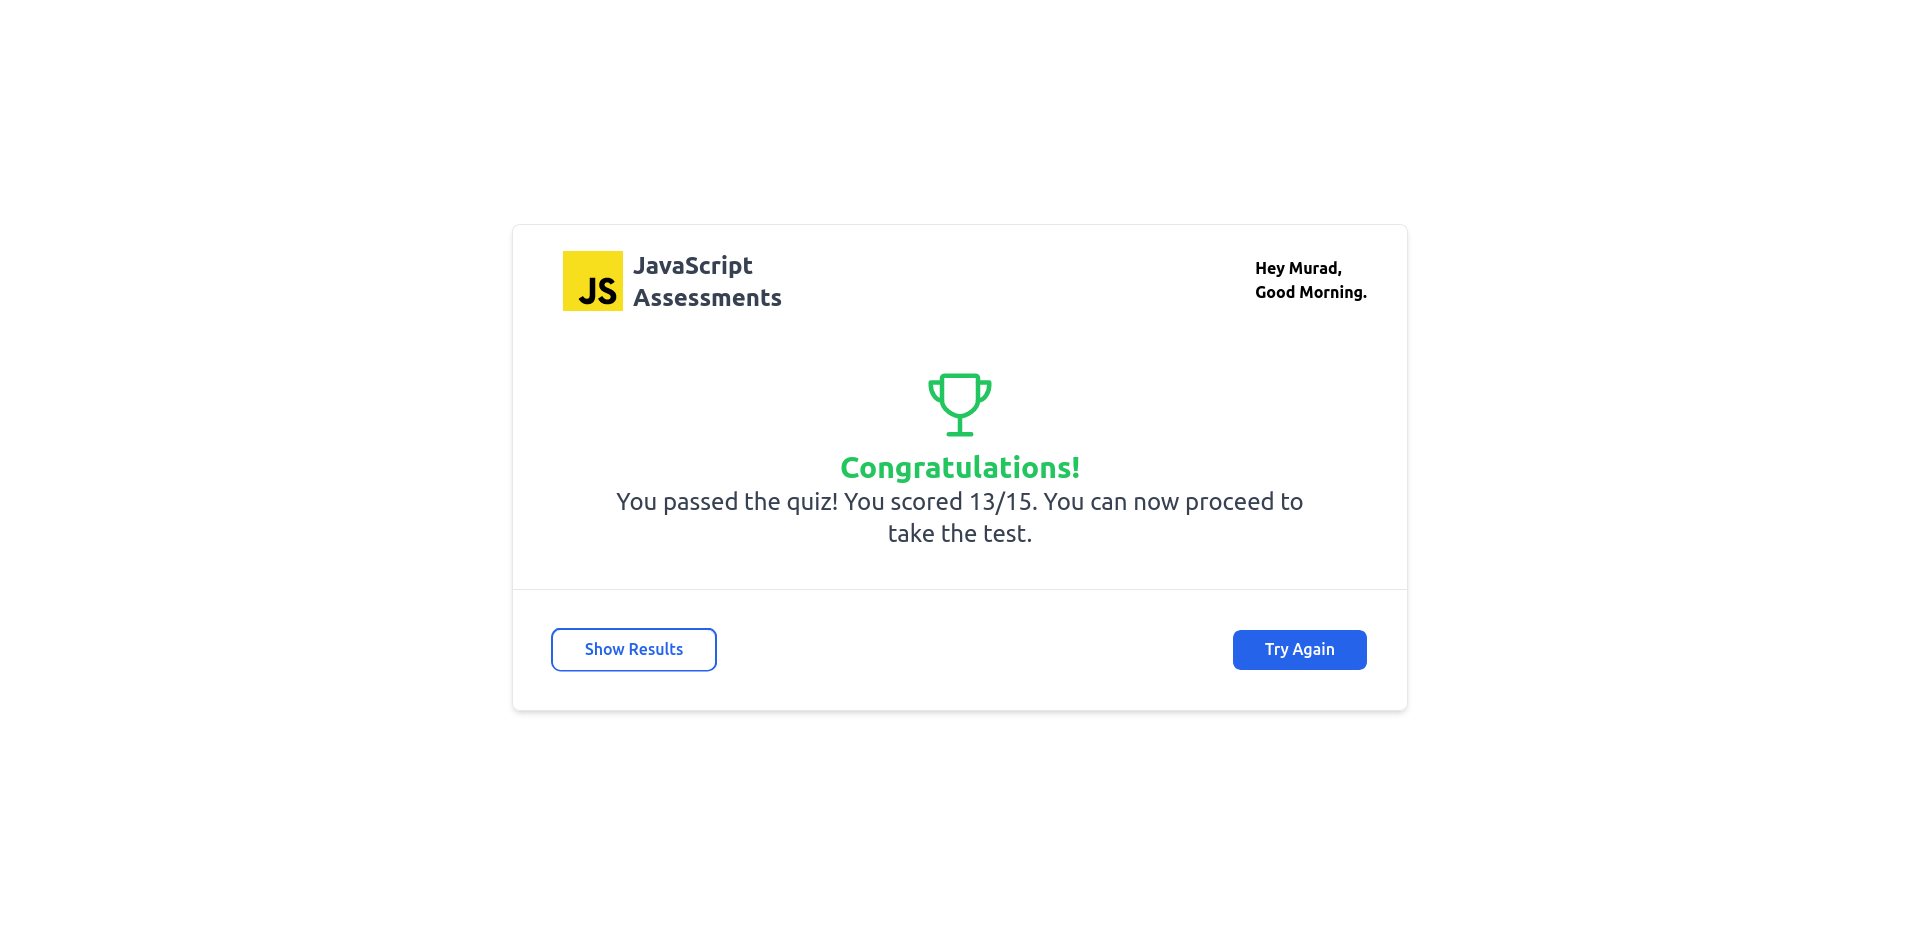 JS
JavaScript
Assessments
Hey Murad,
Good Morning.
Congratulations!
You passed the quiz! You scored 13/15. You can now proceed to
take the test.
Show Results
Try Again